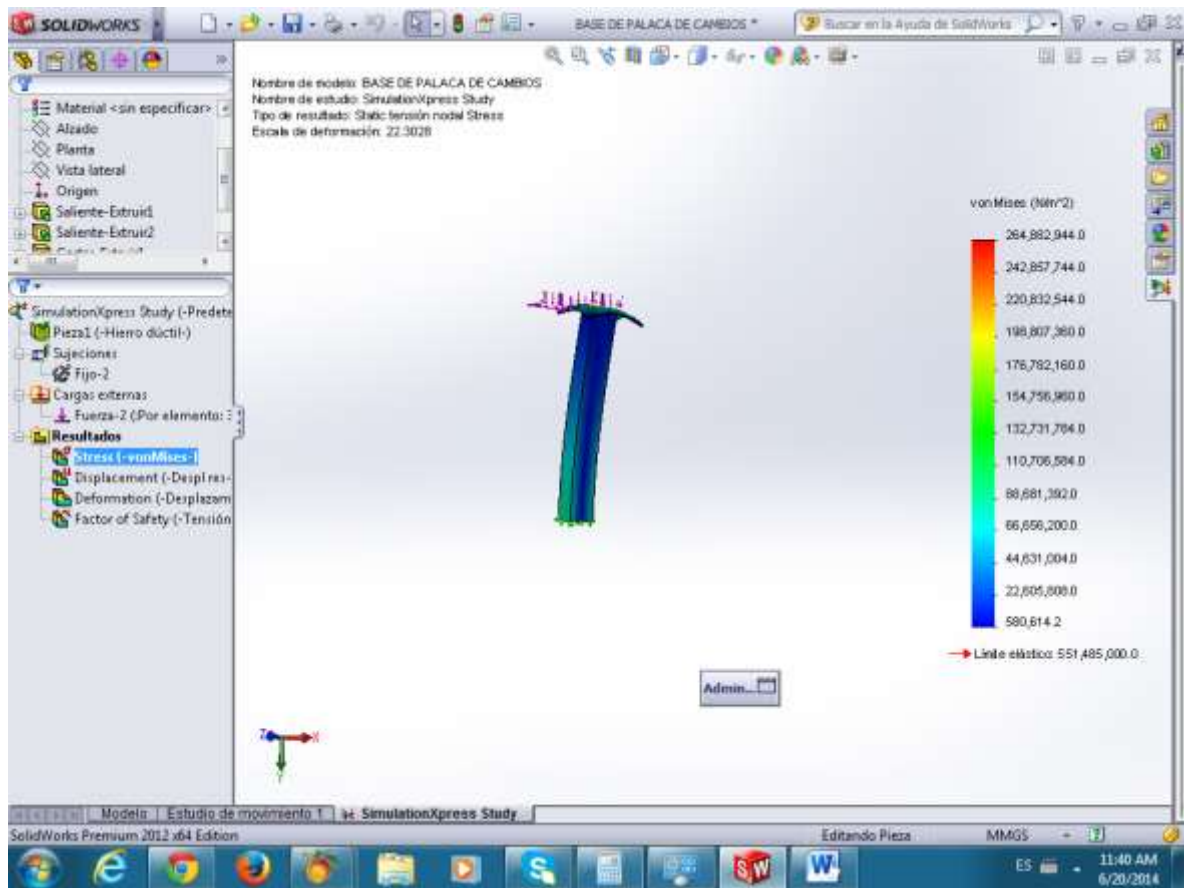 SOLIDWORKS
BASE DE PALACA DE CAMBIOS *
Buscar en la Ayuda de SolidWorks
Nombre de modelo: BASE DE PALACA DE CAMBIOS
Nombre de estudio: SimulationXpress Study
Tipo de resultado: Static tensión nodal Stress
Escala de deformación: 22.3028
Material <sin especificar>
Alzado
Planta
Vista lateral
Origen
Saliente-Extruir1
Saliente-Extruir2
SimulationXpress Study (-Predete
Pieza1 (-Hierro dúctil-)
Sujeciones
Fijo-2
Cargas externas
Fuerza-2 (:Por elemento:
Resultados
Stress (-vonMises-)
Displacement (-Despl res-
Deformation (-Desplazam
Factor of Safety (-Tensión
von Mises (N/m^2)
264,882,944.0
242,857,744.0
220,832,544.0
198,807,360.0
176,782,160.0
154,756,960.0
132,731,784.0
110,706,584.0
88,681,392.0
66,656,200.0
44,631,004.0
22,605,808.0
580,614.2
Límite elástico: 551,485,000.0
Admin...
Z
X
Y
Modelo
Estudio de movimiento 1
SimulationXpress Study
SolidWorks Premium 2012 x64 Edition
Editando Pieza
MMGS
ES
11:40 AM
6/20/2014